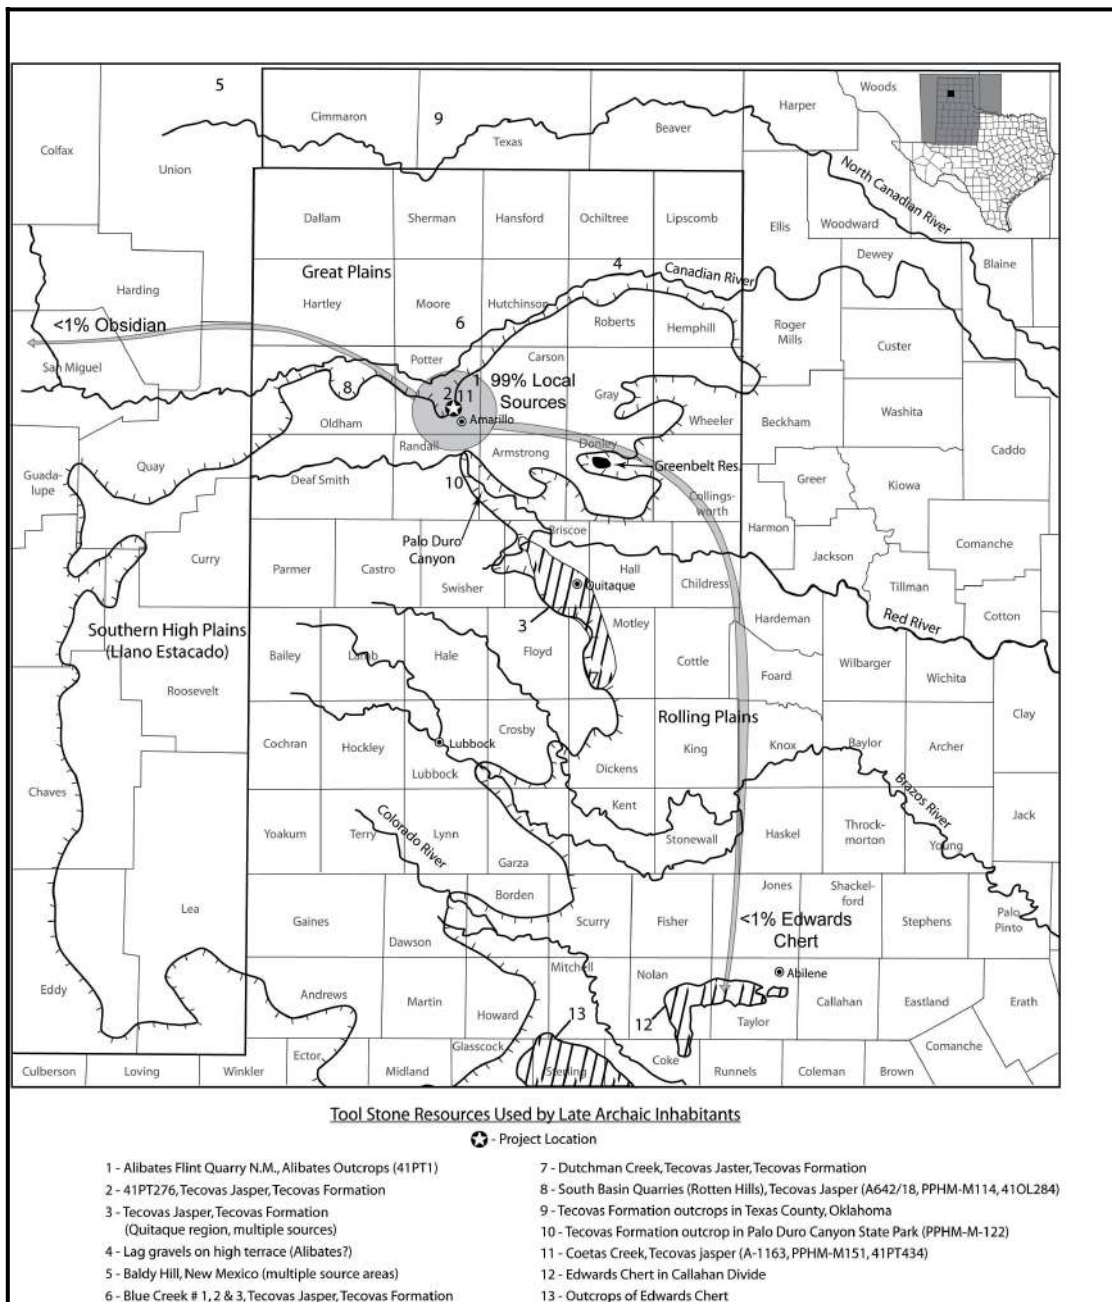 5
Cimmaron
9
Texas
Beaver
Harper
Woods
Colfax
Union
North Canadian River
Dallam
Sherman
Hansford
Ochiltree
Lipscomb
Ellis
Woodward
Dewey
Blaine
Great Plains
4
Canadian River
Harding
Hartley
Moore
Hutchinson
Roberts
Hemphill
Roger
Mills
Custer
<1% Obsidian
6
San Miguel
Potter
Carson
1
99% Local
Sources
2
11
8
Gray
Wheeler
Beckham
Washita
Oldham
Amarillo
Randall
Armstrong
Donley
Greenbelt Res.
Caddo
Quay
Guada-
lupe
Deaf Smith
10
Collings-
worth
Greer
Kiowa
Palo Duro
Canyon
Briscoe
Harmon
Jackson
Comanche
Curry
Parmer
Castro
Swisher
Hall
Quitaque
Childress
Tillman
Cotton
Red River
3
Motley
Hardeman
Southern High Plains
(Llano Estacado)
Bailey
Lamb
Hale
Floyd
Cottle
Foard
Wilbarger
Wichita
Roosevelt
Clay
Rolling Plains
Cochran
Hockley
Lubbock
Lubbock
Crosby
Dickens
King
Knox
Baylor
Archer
Chaves
Kent
Brazos River
Jack
Yoakum
Terry
Lynn
Colorado River
Garza
Stonewall
Haskel
Throck-
morton
Young
Lea
Gaines
Dawson
Borden
Scurry
Fisher
Jones
Shackel-
ford
Stephens
Palo
Pinto
<1% Edwards
Chert
Mitchell
Nolan
Abilene
Eddy
Andrews
Martin
Howard
13
12
Taylor
Callahan
Eastland
Erath
Comanche
Culberson
Loving
Winkler
Ector
Midland
Glasscock
Sterling
Coke
Runnels
Coleman
Brown
Tool Stone Resources Used by Late Archaic Inhabitants
- Project Location
1 - Alibates Flint Quarry N.M., Alibates Outcrops (41PT1)
2 - 41PT276, Tecovas Jasper, Tecovas Formation
3 - Tecovas Jasper, Tecovas Formation
(Quitaque region, multiple sources)
4 - Lag gravels on high terrace (Alibates?)
5 - Baldy Hill, New Mexico (multiple source areas)
6 - Blue Creek # 1, 2 & 3, Tecovas Jasper, Tecovas Formation
7 - Dutchman Creek, Tecovas Jaster, Tecovas Formation
8 - South Basin Quarries (Rotten Hills), Tecovas Jasper (A642/18, PPHM-M114, 41OL284)
9 - Tecovas Formation outcrops in Texas County, Oklahoma
10 - Tecovas Formation outcrop in Palo Duro Canyon State Park (PPHM-M-122)
11 - Coetas Creek, Tecovas jasper (A-1163, PPHM-M151, 41PT434)
12 - Edwards Chert in Callahan Divide
13 - Outcrops of Edwards Chert